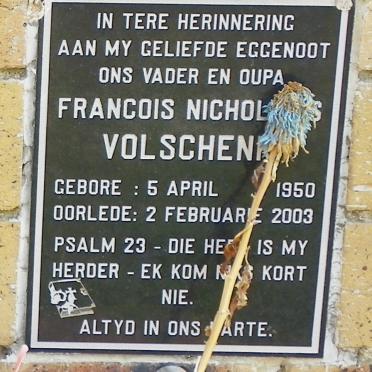 IN TERE HERINNERING
AAN MY GELIEFDE EGGENOOT
ONS VADER EN OUPA
FRANCOIS
GEBORE : 5 APRIL 1950
OORLEDE: 2 FEBRUARIE 2003
PSALM 23 - DIE IS MY
HERDER - EK KOM KORT
NIE.
ALTYD IN ONS